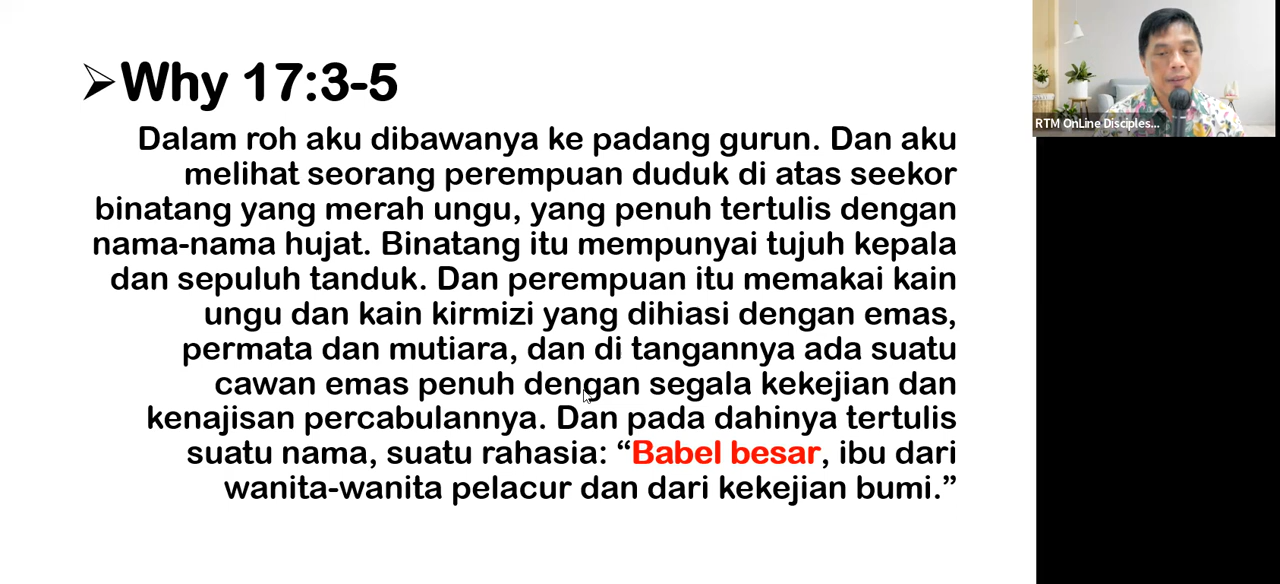 ➢Why 17:3-5
Dalam roh aku dibawanya ke padang gurun. Dan aku
melihat seorang perempuan duduk di atas seekor
binatang yang merah ungu, yang penuh tertulis dengan
nama-nama hujat. Binatang itu mempunyai tujuh kepala
dan sepuluh tanduk. Dan perempuan itu memakai kain
ungu dan kain kirmizi yang dihiasi dengan emas,
permata dan mutiara, dan di tangannya ada suatu
cawan emas penuh dengan segala kekejian dan
kenajisan percabulannya. Dan pada dahinya tertulis
suatu nama, suatu rahasia: “Babel besar, ibu dari
wanita-wanita pelacur dan dari kekejian bumi.”
RTM OnLine Disciples...